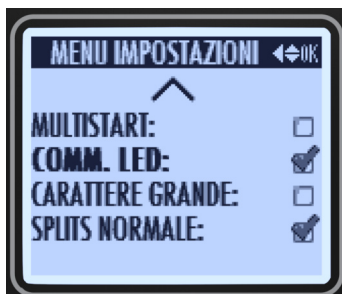 MENU IMPOSTAZIONI OK
MULTISTART:
COMM. LED:
CARATTERE GRANDE:
SPLITS NORMALE: